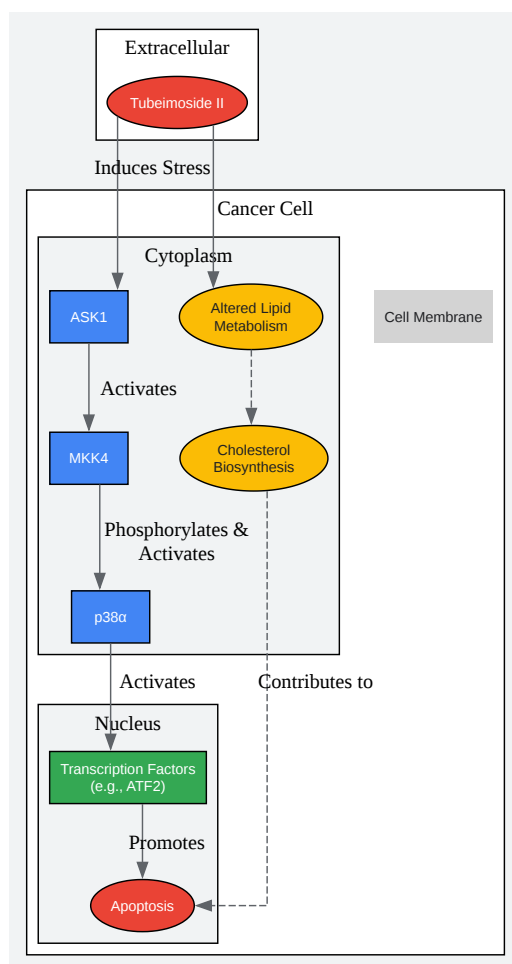 Extracellular
Tubeimoside II
Induces Stress
Cancer Cell
Cytoplasm
ASK1
Altered Lipid
Metabolism
Cell Membrane
Activates
MKK4
Cholesterol
Biosynthesis
Phosphorylates &
Activates
p38α
Activates
Contributes to
Nucleus
Transcription Factors
(e.g., ATF2)
Promotes
Apoptosis